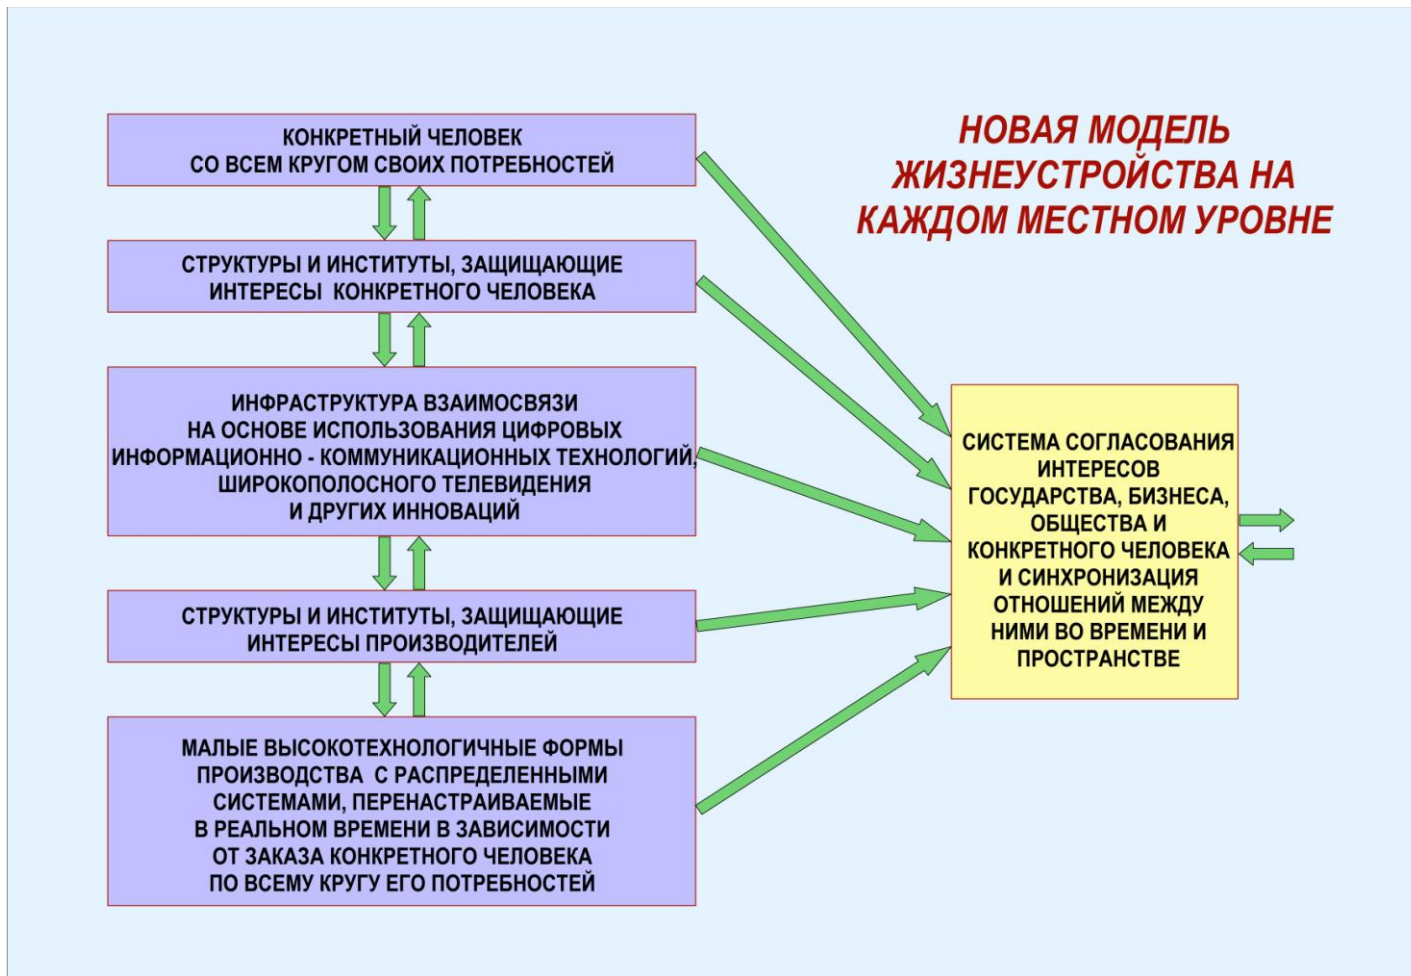 НОВАЯ МОДЕЛЬ
ЖИЗНЕУСТРОЙСТВА НА
КАЖДОМ МЕСТНОМ УРОВНЕ
КОНКРЕТНЫЙ ЧЕЛОВЕК
СО ВСЕМ КРУГОМ СВОИХ ПОТРЕБНОСТЕЙ
СТРУКТУРЫ И ИНСТИТУТЫ, ЗАЩИЩАЮЩИЕ
ИНТЕРЕСЫ КОНКРЕТНОГО ЧЕЛОВЕКА
ИНФРАСТРУКТУРА ВЗАИМОСВЯЗИ
НА ОСНОВЕ ИСПОЛЬЗОВАНИЯ ЦИФРОВЫХ
ИНФОРМАЦИОННО - КОММУНИКАЦИОННЫХ ТЕХНОЛОГИЙ,
ШИРОКОПОЛОСНОГО ТЕЛЕВИДЕНИЯ
И ДРУГИХ ИННОВАЦИЙ
СТРУКТУРЫ И ИНСТИТУТЫ, ЗАЩИЩАЮЩИЕ
ИНТЕРЕСЫ ПРОИЗВОДИТЕЛЕЙ
МАЛЫЕ ВЫСОКОТЕХНОЛОГИЧНЫЕ ФОРМЫ
ПРОИЗВОДСТВА С РАСПРЕДЕЛЕННЫМИ
СИСТЕМАМИ, ПЕРЕНАСТРАИВАЕМЫЕ
В РЕАЛЬНОМ ВРЕМЕНИ В ЗАВИСИМОСТИ
ОТ ЗАКАЗА КОНКРЕТНОГО ЧЕЛОВЕКА
ПО ВСЕМУ КРУГУ ЕГО ПОТРЕБНОСТЕЙ
СИСТЕМА СОГЛАСОВАНИЯ
ИНТЕРЕСОВ
ГОСУДАРСТВА, БИЗНЕСА,
ОБЩЕСТВА И
КОНКРЕТНОГО ЧЕЛОВЕКА
И СИНХРОНИЗАЦИЯ
ОТНОШЕНИЙ МЕЖДУ
НИМИ ВО ВРЕМЕНИ И
ПРОСТРАНСТВЕ